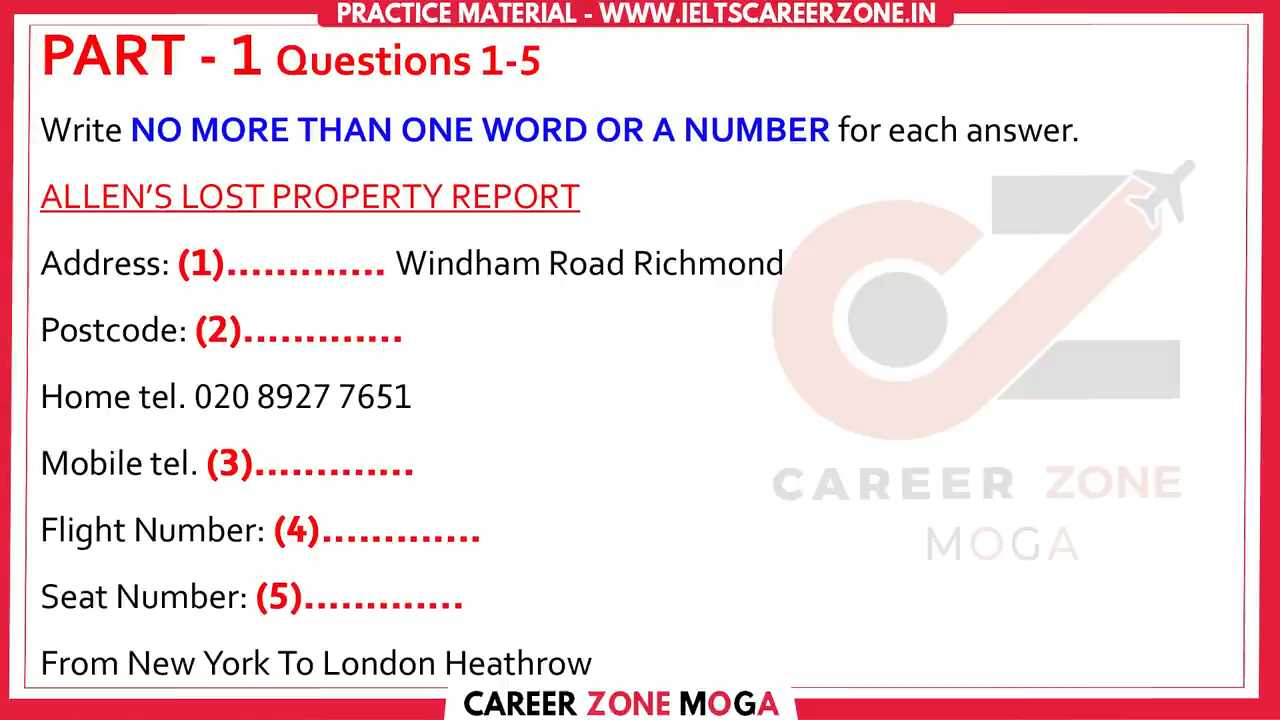 PRACTICE MATERIAL - WWW.IELTSCAREERZONE.IN
PART - 1 Questions 1-5
Write NO MORE THAN ONE WORD OR A NUMBER for each answer.
ALLEN’S LOST PROPERTY REPORT
Address: (1)............. Windham Road Richmond
Postcode: (2).............
Home tel. 020 8927 7651
Mobile tel. (3).............
CAREER ZONE
Flight Number: (4).............
MOGA
Seat Number: (5).............
From New York To London Heathrow
CAREER ZONE MOGA